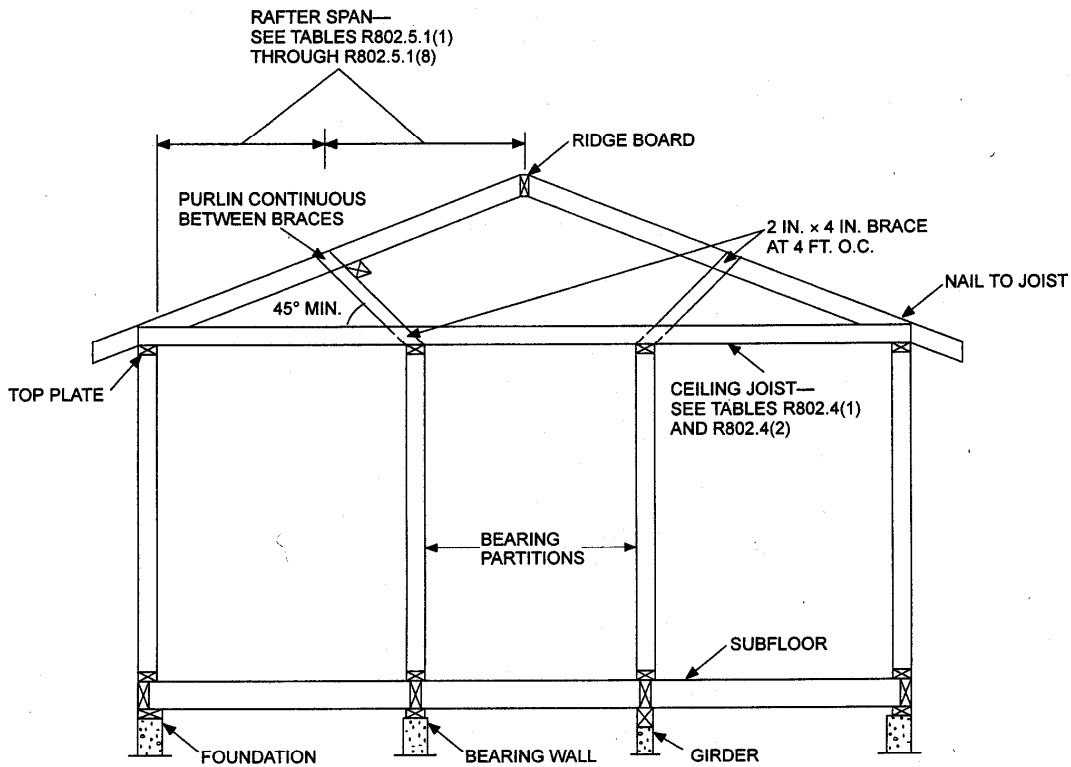 RAFTER SPAN—
SEE TABLES R802.5.1(1)
THROUGH R802.5.1(8)
RIDGE BOARD
PURLIN CONTINUOUS
BETWEEN BRACES
2 IN. × 4 IN. BRACE
AT 4 FT. O.C.
NAIL TO JOIST
45° MIN.
TOP PLATE
CEILING JOIST—
SEE TABLES R802.4(1)
AND R802.4(2)
BEARING
PARTITIONS
SUBFLOOR
FOUNDATION
BEARING WALL
GIRDER